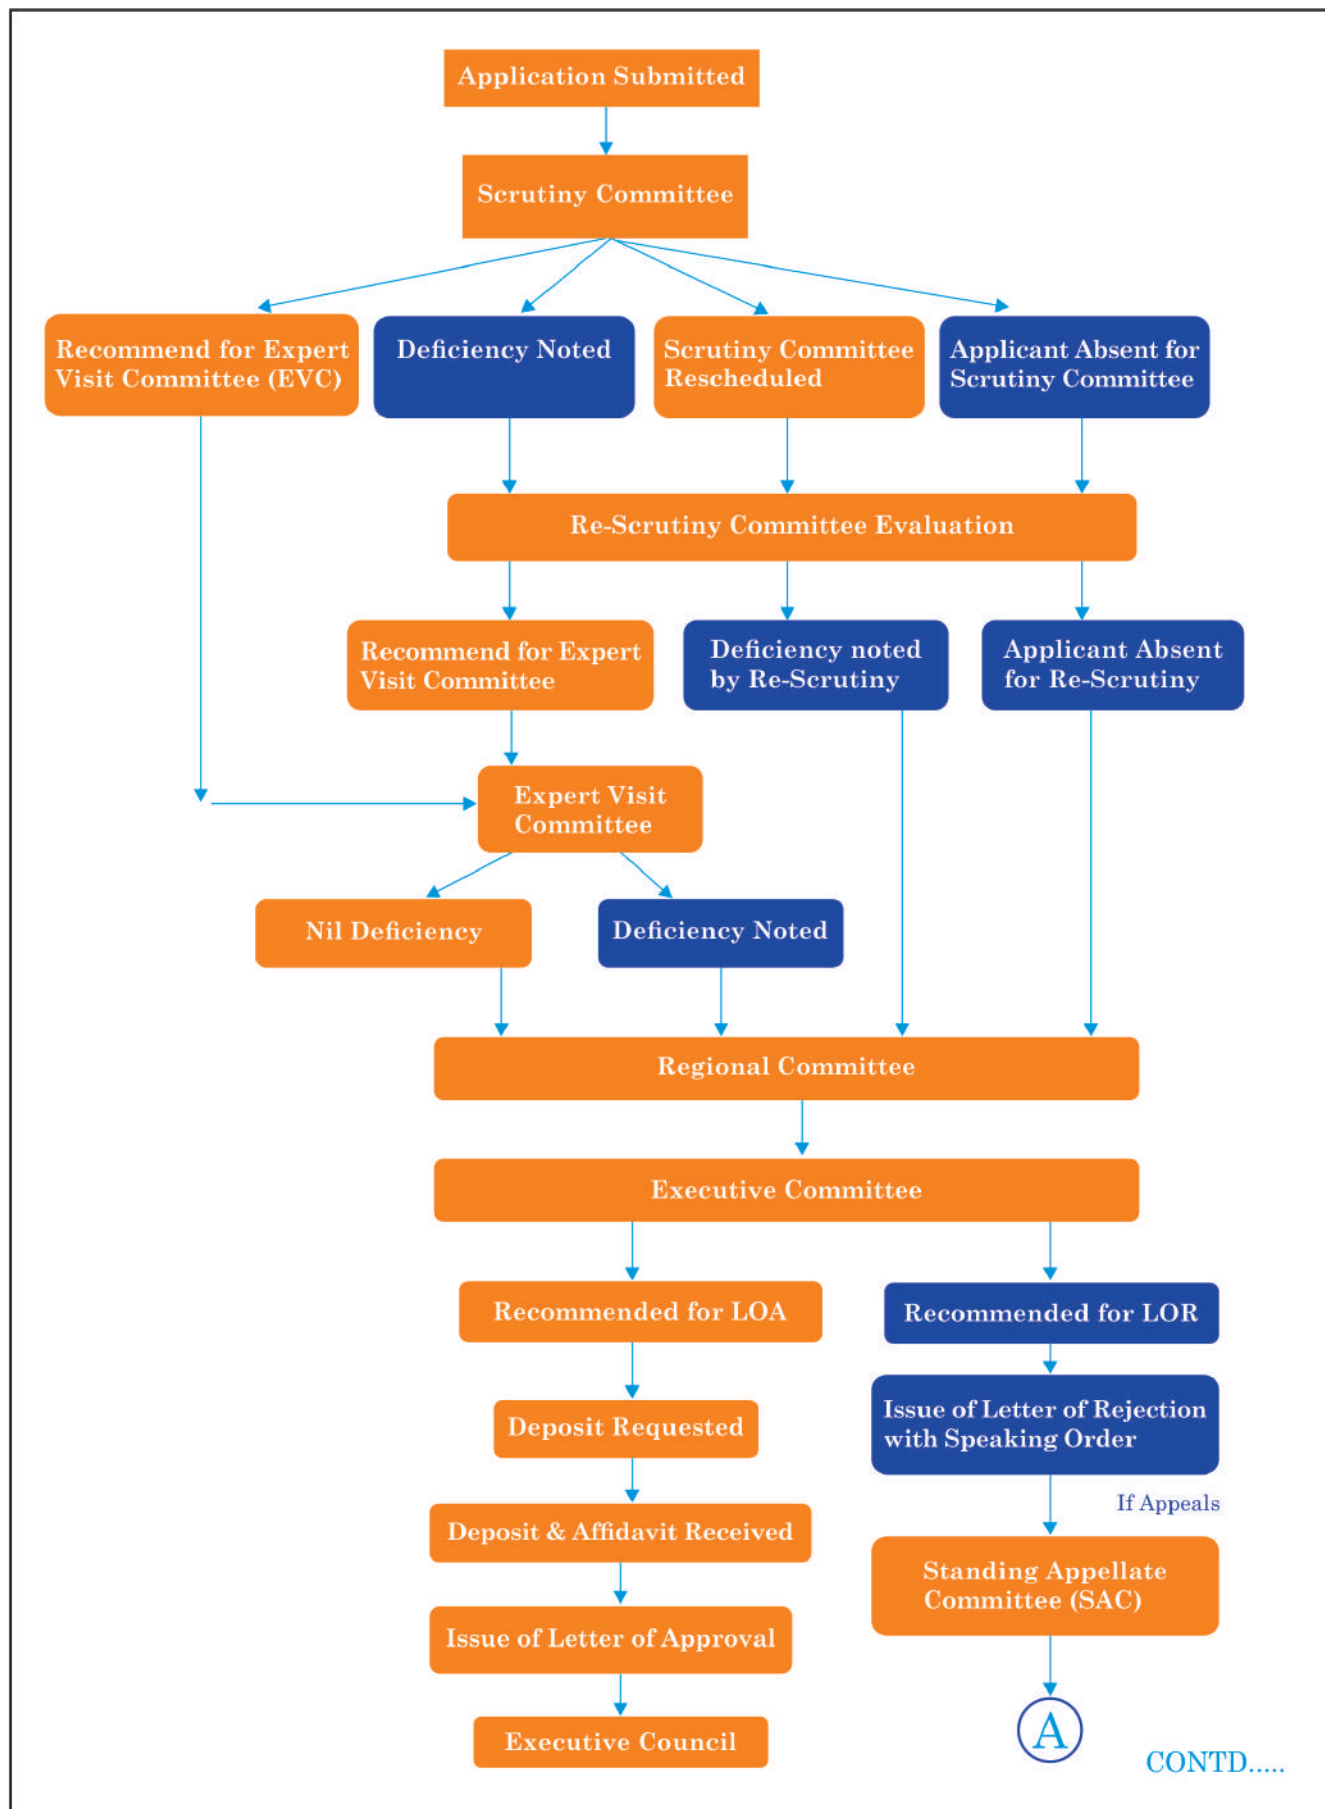 Application Submitted
Scrutiny Committee
Recommend for Expert
Visit Committee (EVC)
Deficiency Noted
Scrutiny Committee
Rescheduled
Applicant Absent for
Scrutiny Committee
Re-Scrutiny Committee Evaluation
Recommend for Expert
Visit Committee
Deficiency noted
by Re-Scrutiny
Applicant Absent
for Re-Scrutiny
Expert Visit
Committee
Nil Deficiency
Deficiency Noted
Regional Committee
Executive Committee
Recommended for LOA
Recommended for LOR
Deposit Requested
Issue of Letter of Rejection
with Speaking Order
If Appeals
Deposit & Affidavit Received
Standing Appellate
Committee (SAC)
Issue of Letter of Approval
Executive Council
A
CONTD.....